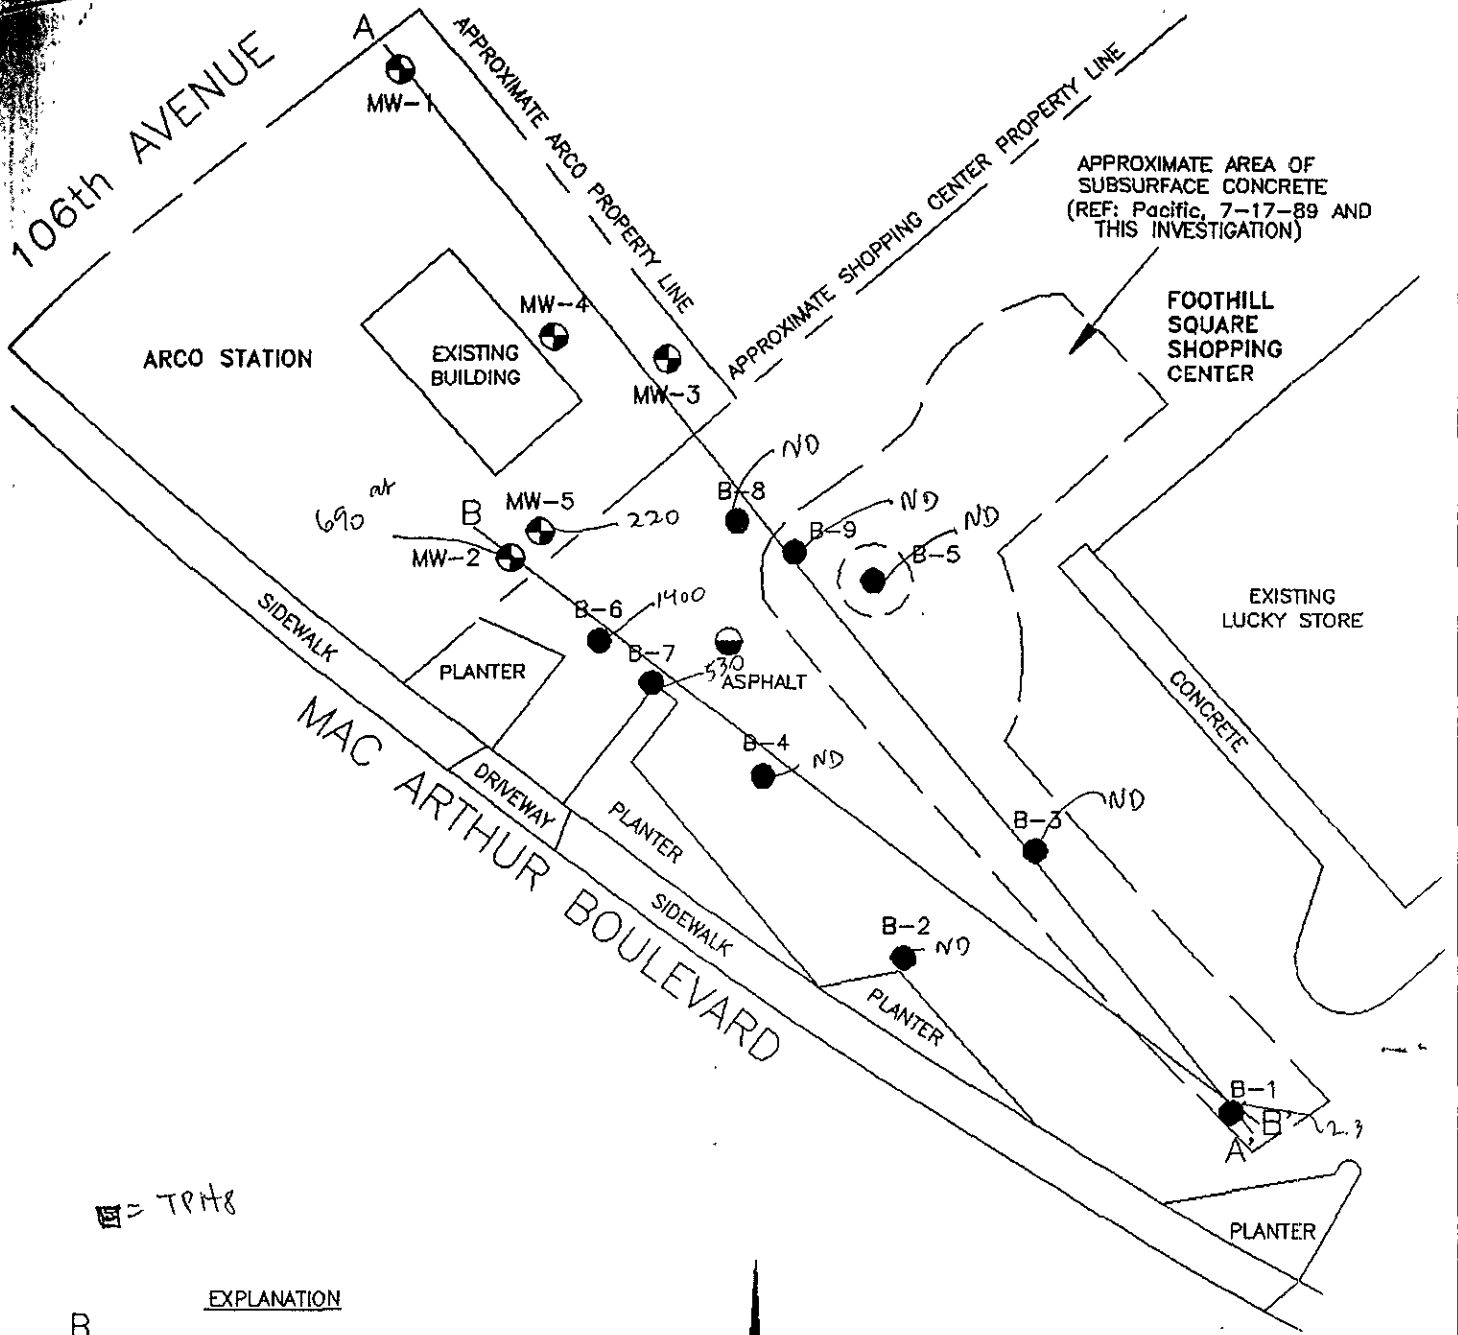 A
106th AVENUE
MW-1
APPROXIMATE ARCO PROPERTY LINE
APPROXIMATE SHOPPING CENTER PROPERTY LINE
APPROXIMATE AREA OF
SUBSURFACE CONCRETE
(REF: Pacific, 7-17-89 AND
THIS INVESTIGATION)
FOOTHILL
SQUARE
SHOPPING
CENTER
ARCO STATION
EXISTING
BUILDING
MW-4
MW-3
690
B
MW-5
220
MW-2
B-8
ND
B-9
ND
B-5
ND
B-6
1400
B-7
530
ASPHALT
B-4
ND
EXISTING
LUCKY STORE
CONCRETE
SIDEWALK
PLANTER
DRIVEWAY
PLANTER
SIDEWALK
MAC ARTHUR BOULEVARD
B-3
ND
B-2
ND
PLANTER
B-1
B'
A'
2.3
PLANTER
= TPHg
EXPLANATION
B